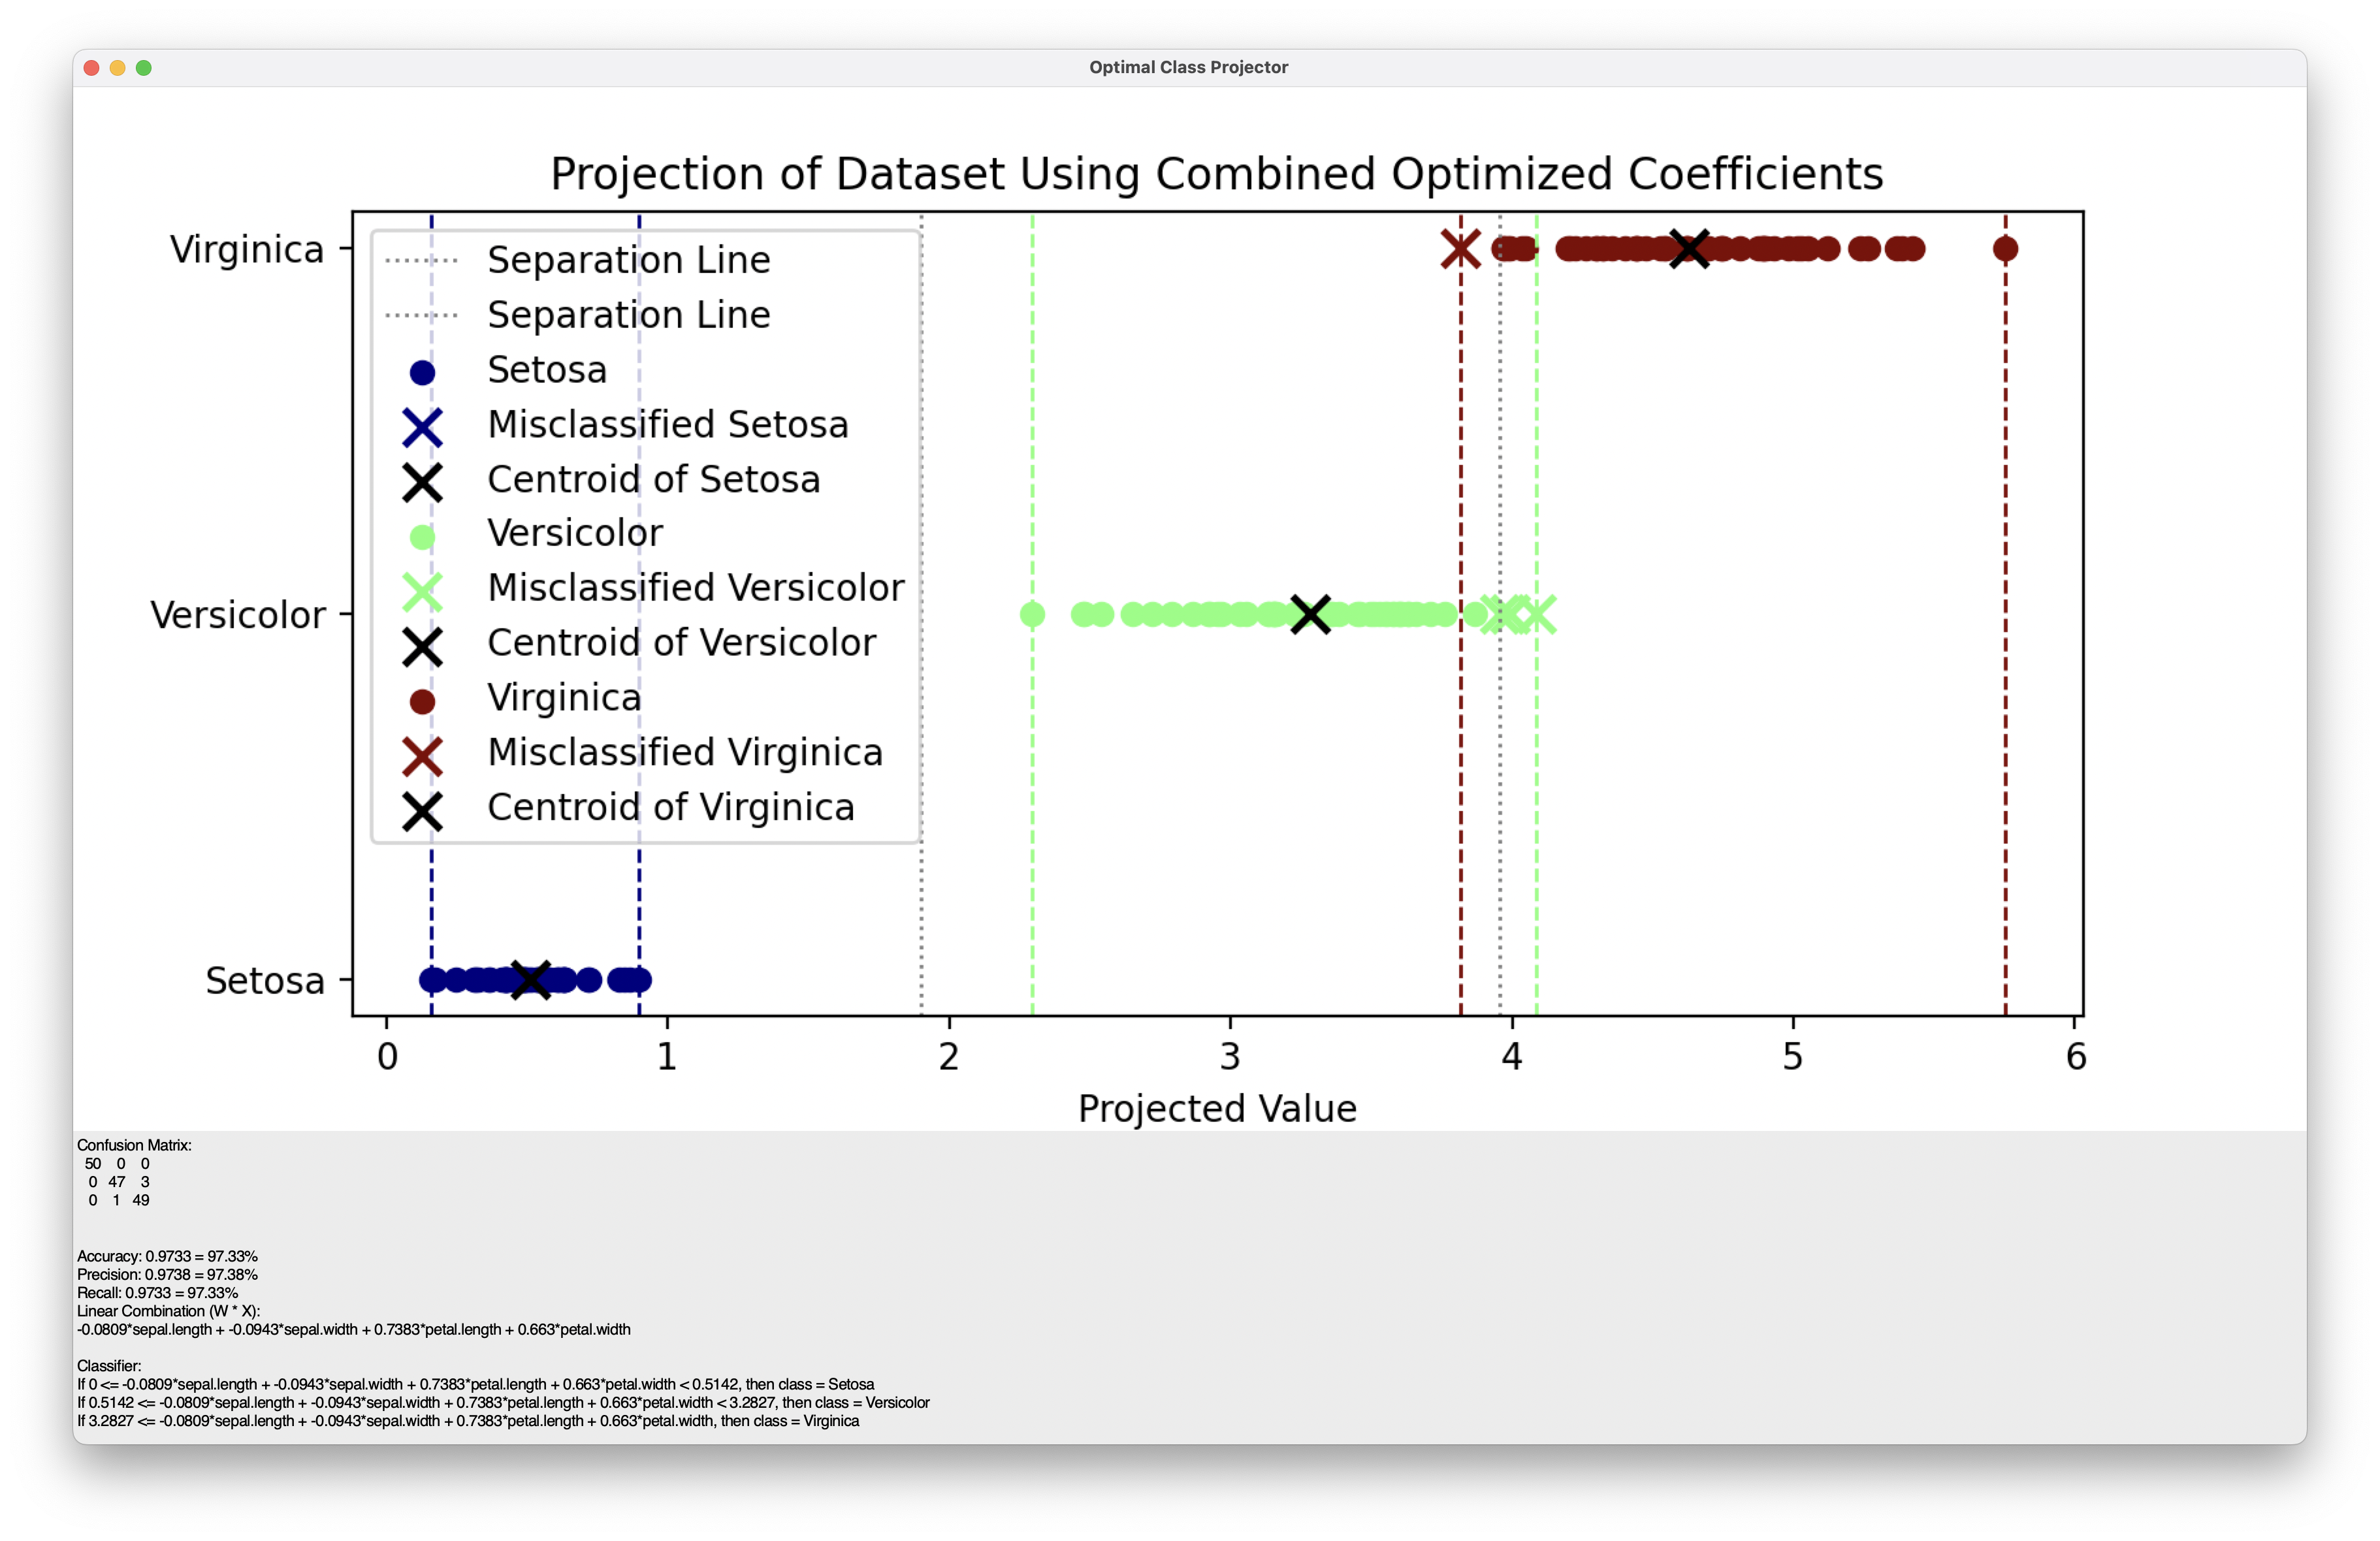 Optimal Class Projector
Projection of Dataset Using Combined Optimized Coefficients
Virginica
Versicolor
Setosa
Separation Line
Separation Line
Setosa
Misclassified Setosa
Centroid of Setosa
Versicolor
Misclassified Versicolor
Centroid of Versicolor
Virginica
Misclassified Virginica
Centroid of Virginica
0 1 2 3 4 5 6
Projected Value
Confusion Matrix:
50 0 0
0 47 3
0 1 49
Accuracy: 0.9733 = 97.33%
Precision: 0.9738 = 97.38%
Recall: 0.9733 = 97.33%
Linear Combination (W * X):
-0.0809*sepal.length + -0.0943*sepal.width + 0.7383*petal.length + 0.663*petal.width
Classifier:
If 0 <= -0.0809*sepal.length + -0.0943*sepal.width + 0.7383*petal.length + 0.663*petal.width < 0.5142, then class = Setosa
If 0.5142 <= -0.0809*sepal.length + -0.0943*sepal.width + 0.7383*petal.length + 0.663*petal.width < 3.2827, then class = Versicolor
If 3.2827 <= -0.0809*sepal.length + -0.0943*sepal.width + 0.7383*petal.length + 0.663*petal.width, then class = Virginica